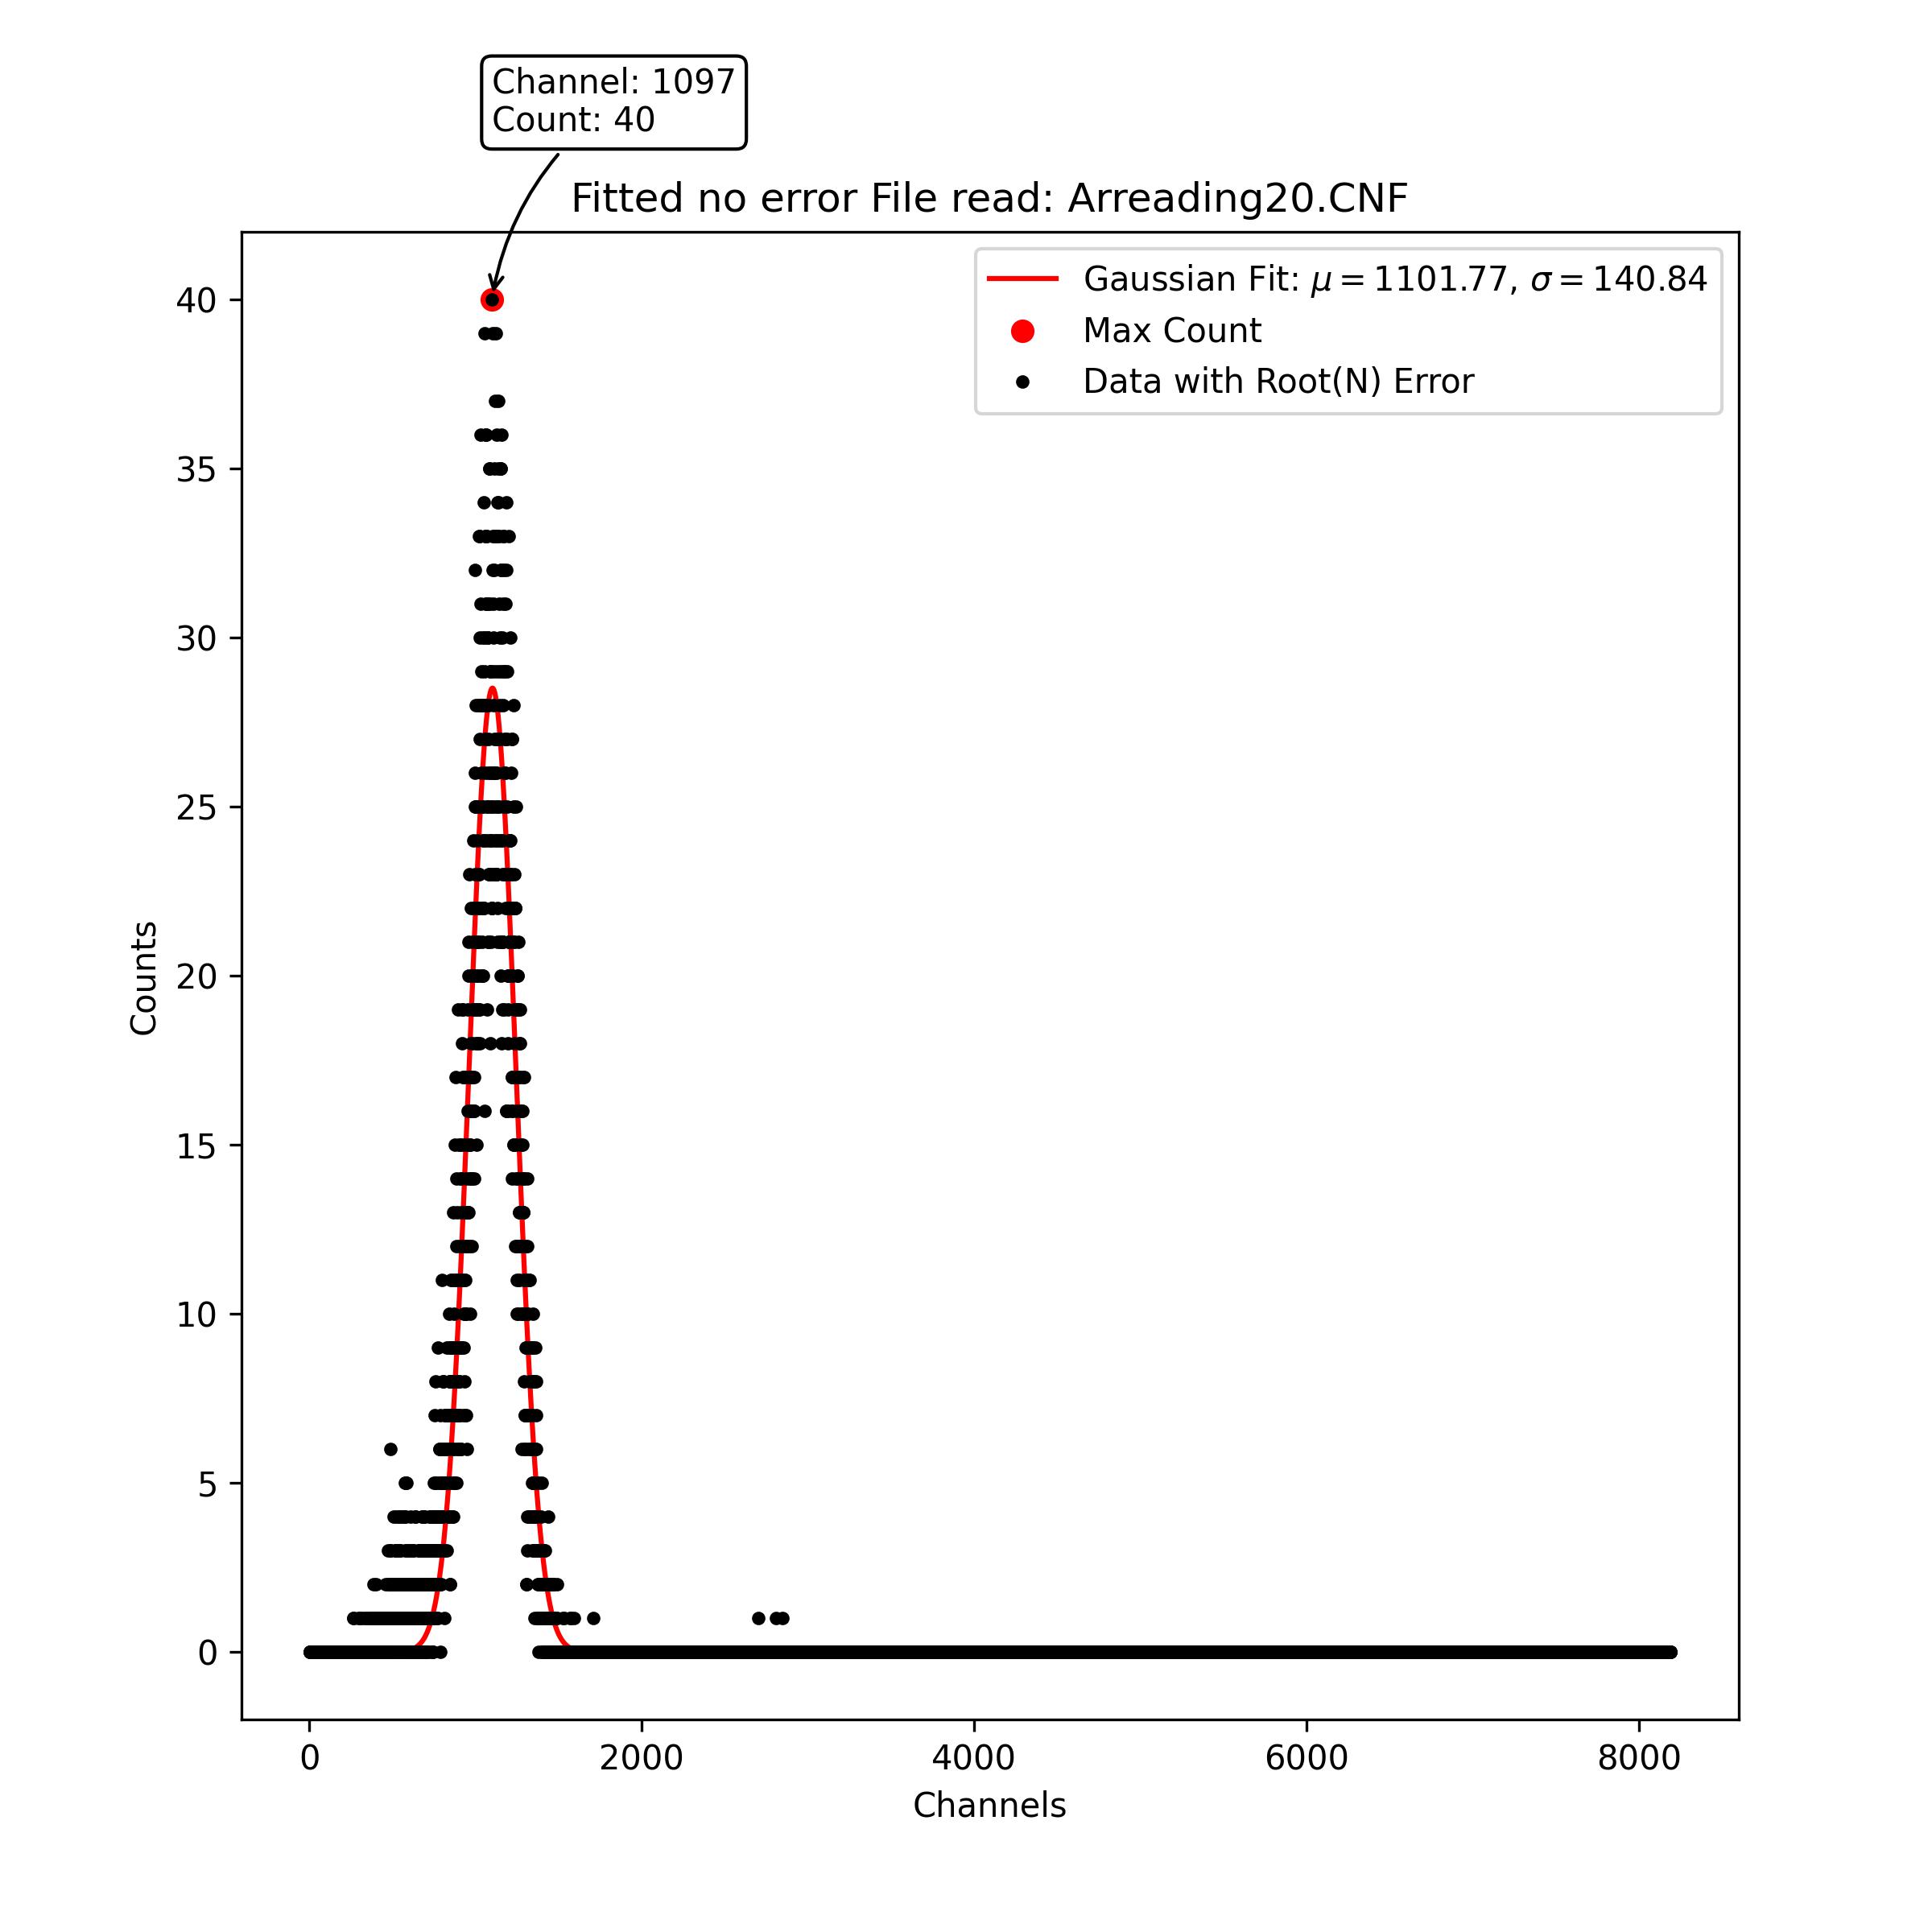 Channel: 1097
Count: 40
Fitted no error File read: Arreading20.CNF
Gaussian Fit: μ = 1101.77, σ = 140.84
Max Count
Data with Root(N) Error
40
35
30
25
20
15
10
5
0
Counts
0 2000 4000 6000 8000
Channels